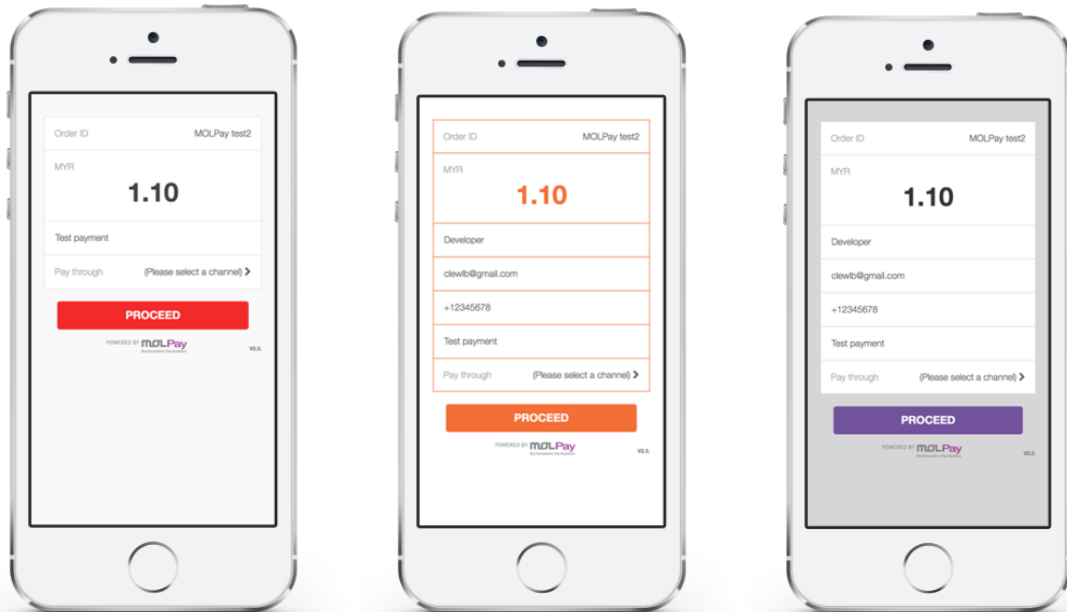 Order ID MOLPay test2
MYR
1.10
Test payment
Pay through (Please select a channel)
PROCEED
POWERED BY MOLPay
V2.2.
Order ID MOLPay test2
MYR
1.10
Developer
clewlb@gmail.com
+12345678
Test payment
Pay through (Please select a channel)
PROCEED
POWERED BY MOLPay
Order ID MOLPay test2
MYR
1.10
Developer
clewlb@gmail.com
+12345678
Test payment
Pay through (Please select a channel)
PROCEED
POWERED BY MOLPay